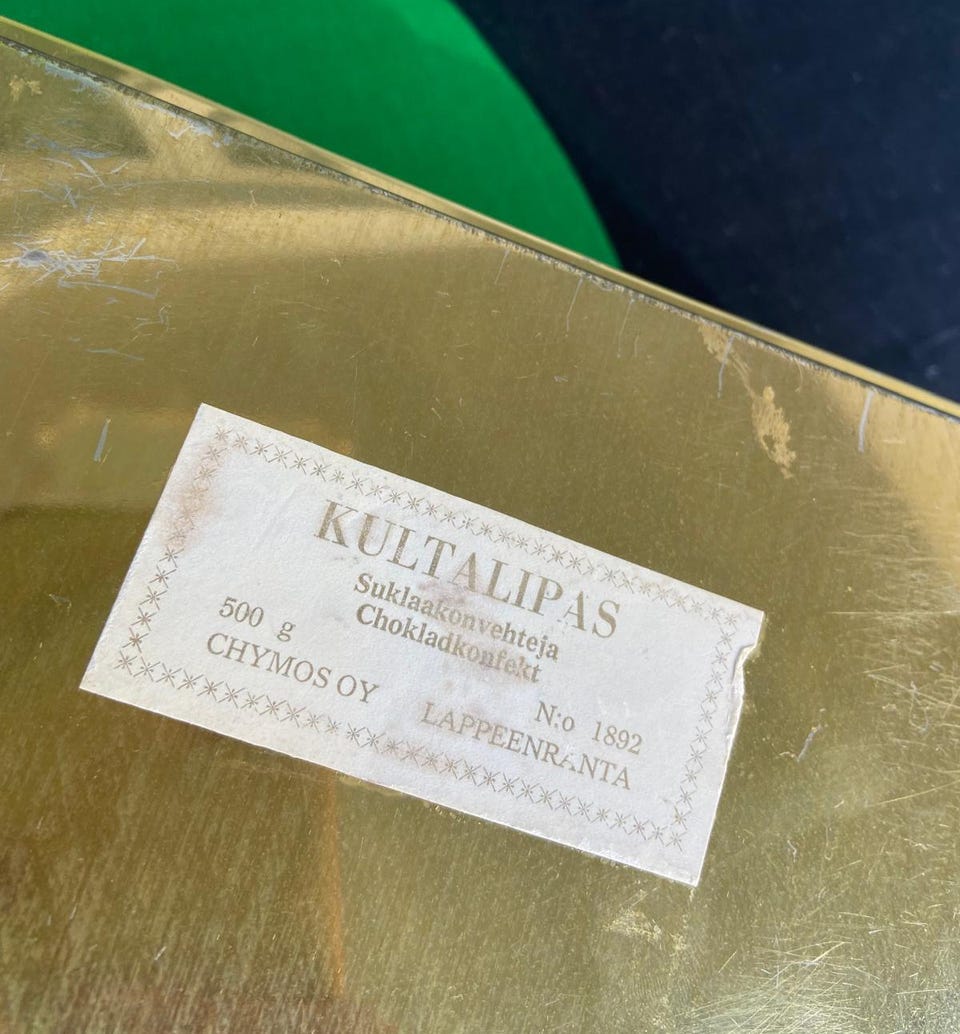 KULTALIPAS
Suklaakonvehteja
Chokladkonfekt
500 g N:o 1892
CHYMOS OY LAPPEENRANTA